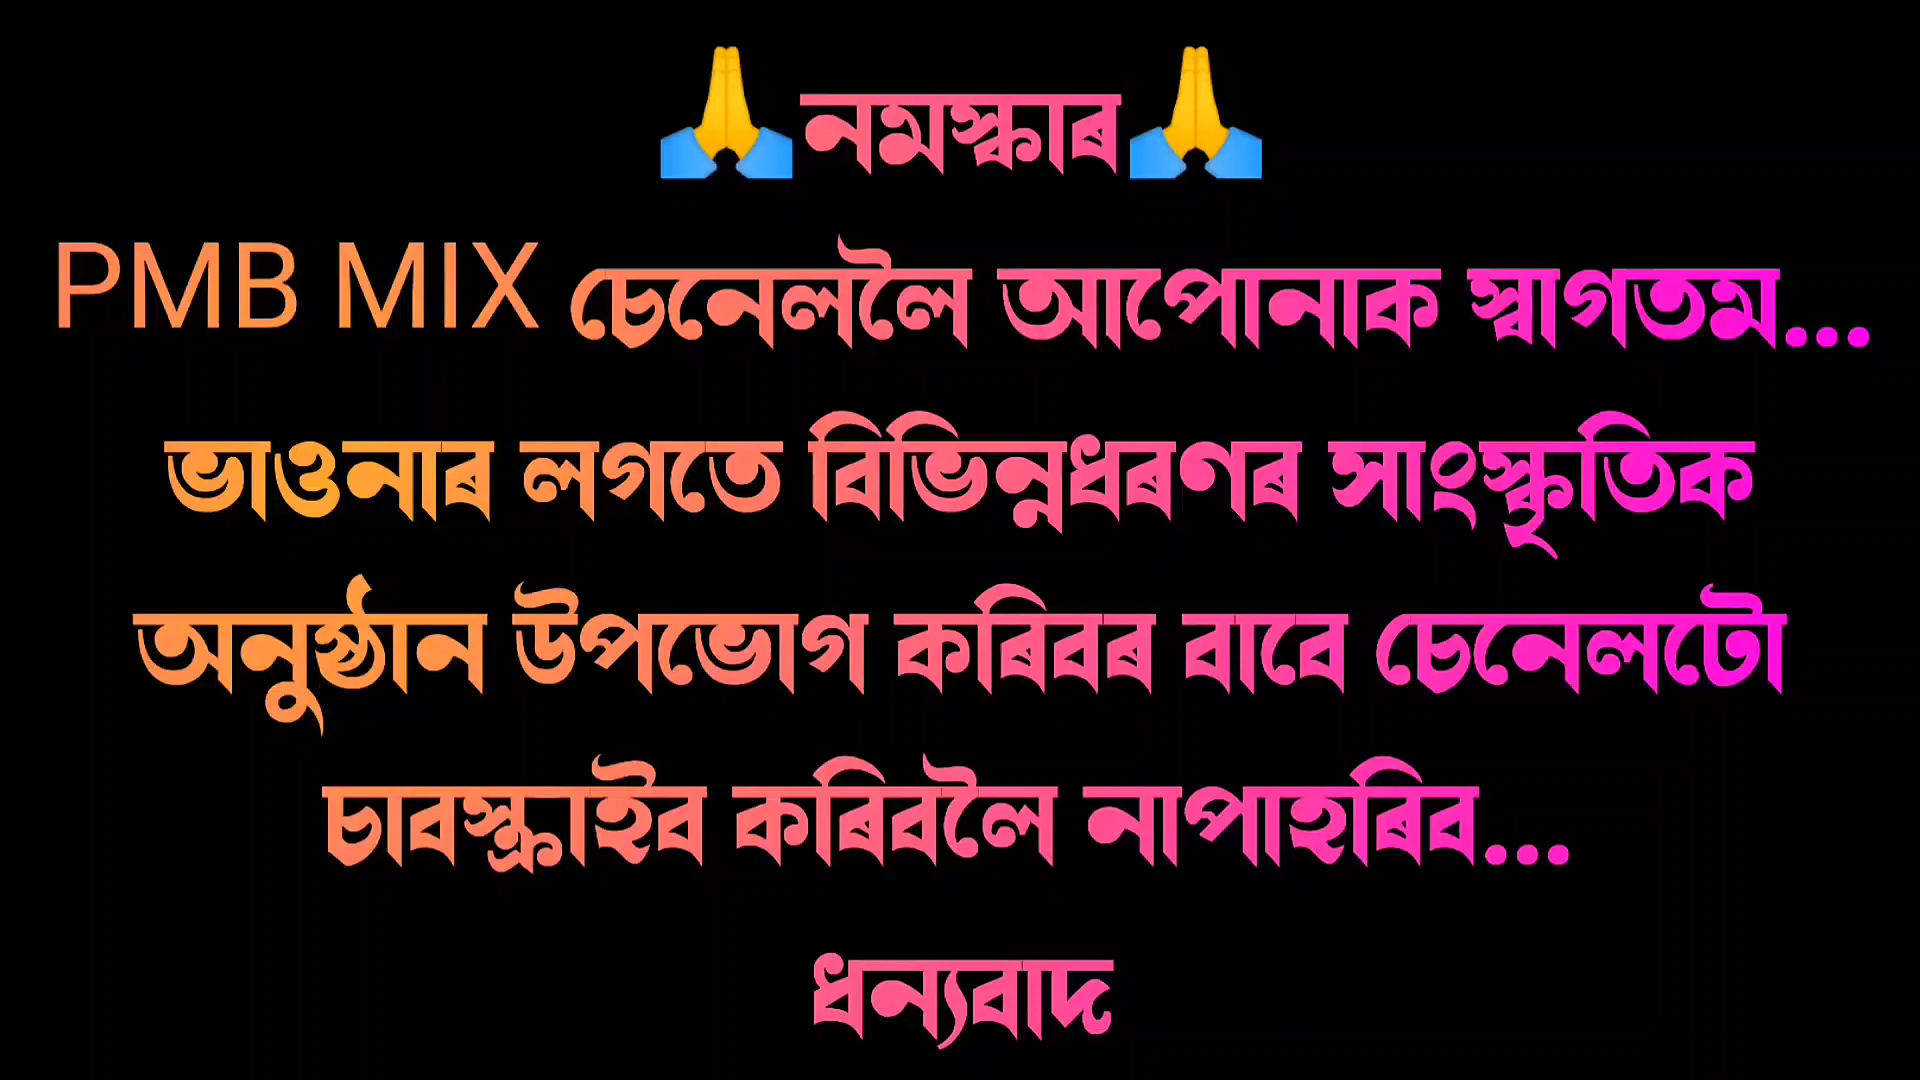 🙏নমস্কাৰ🙏
PMB MIX চেনেললৈ আপোনাক স্বাগতম...
ভাওনাৰ লগতে বিভিন্নধৰণৰ সাংস্কৃতিক
অনুষ্ঠান উপভোগ কৰিবৰ বাবে চেনেলটো
চাবস্ক্ৰাইব কৰিবলৈ নাপাহৰিব...
ধন্যবাদ